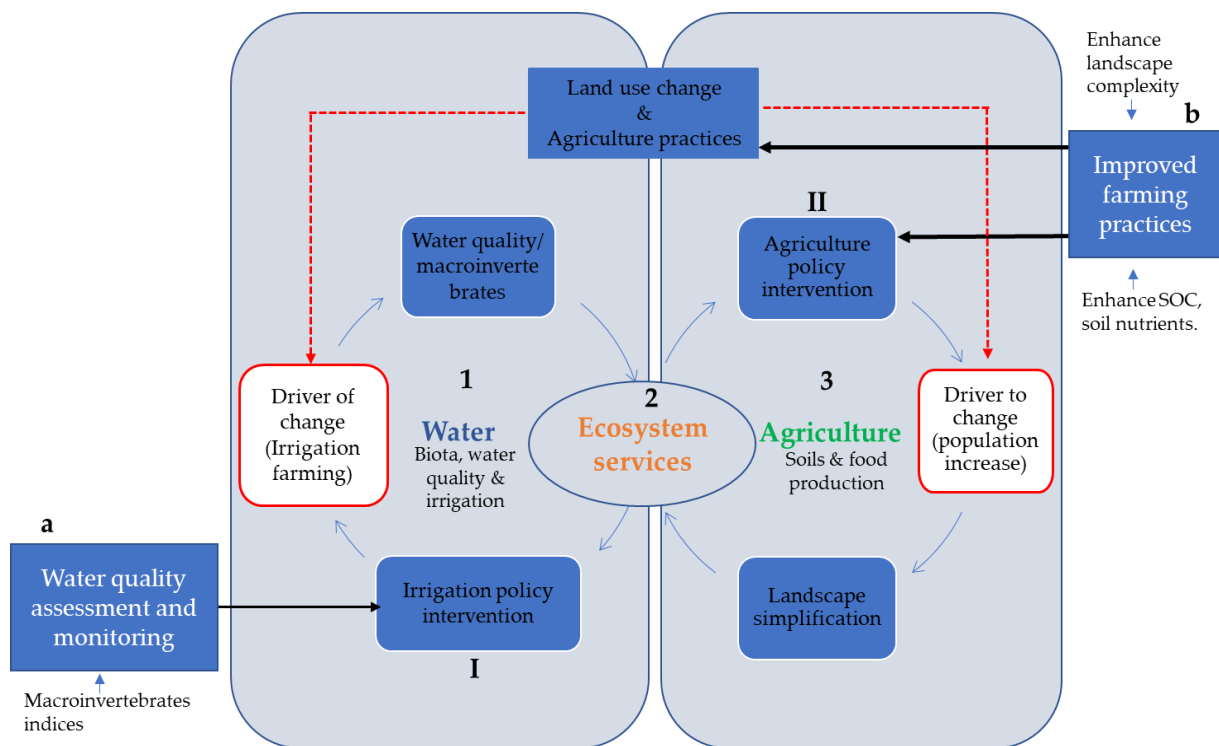 Enhance
landscape
complexity
b
Improved
farming
practices
Enhance SOC,
soil nutrients.
Land use change
&
Agriculture practices
II
Water quality/
macroinverte
brates
Agriculture
policy
intervention
1
Water
Biota, water
quality &
irrigation
2
Ecosystem
services
3
Agriculture
Soils & food
production
Driver of
change
(Irrigation
farming)
Driver to
change
(population
increase)
a
Water quality
assessment and
monitoring
Macroinvertebrates
indices
Irrigation policy
intervention
I
Landscape
simplification